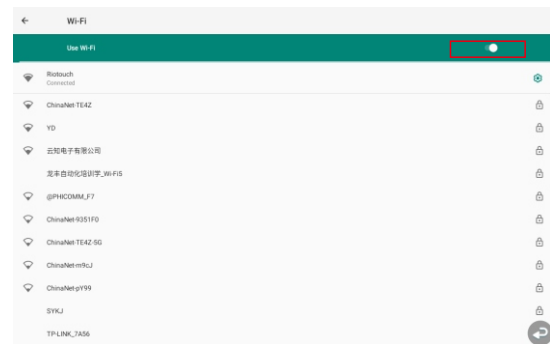 Wi-Fi
Use Wi-Fi
Riotouch
Connected
ChinaNet-TE4Z
YD
云知电子有限公司
龙丰自动化培训学_Wi-Fi5
@PHICOMM_F7
ChinaNet-9351F0
ChinaNet-TE4Z-5G
ChinaNet-m9cJ
ChinaNet-pY99
SYKJ
TP-LINK_7A56